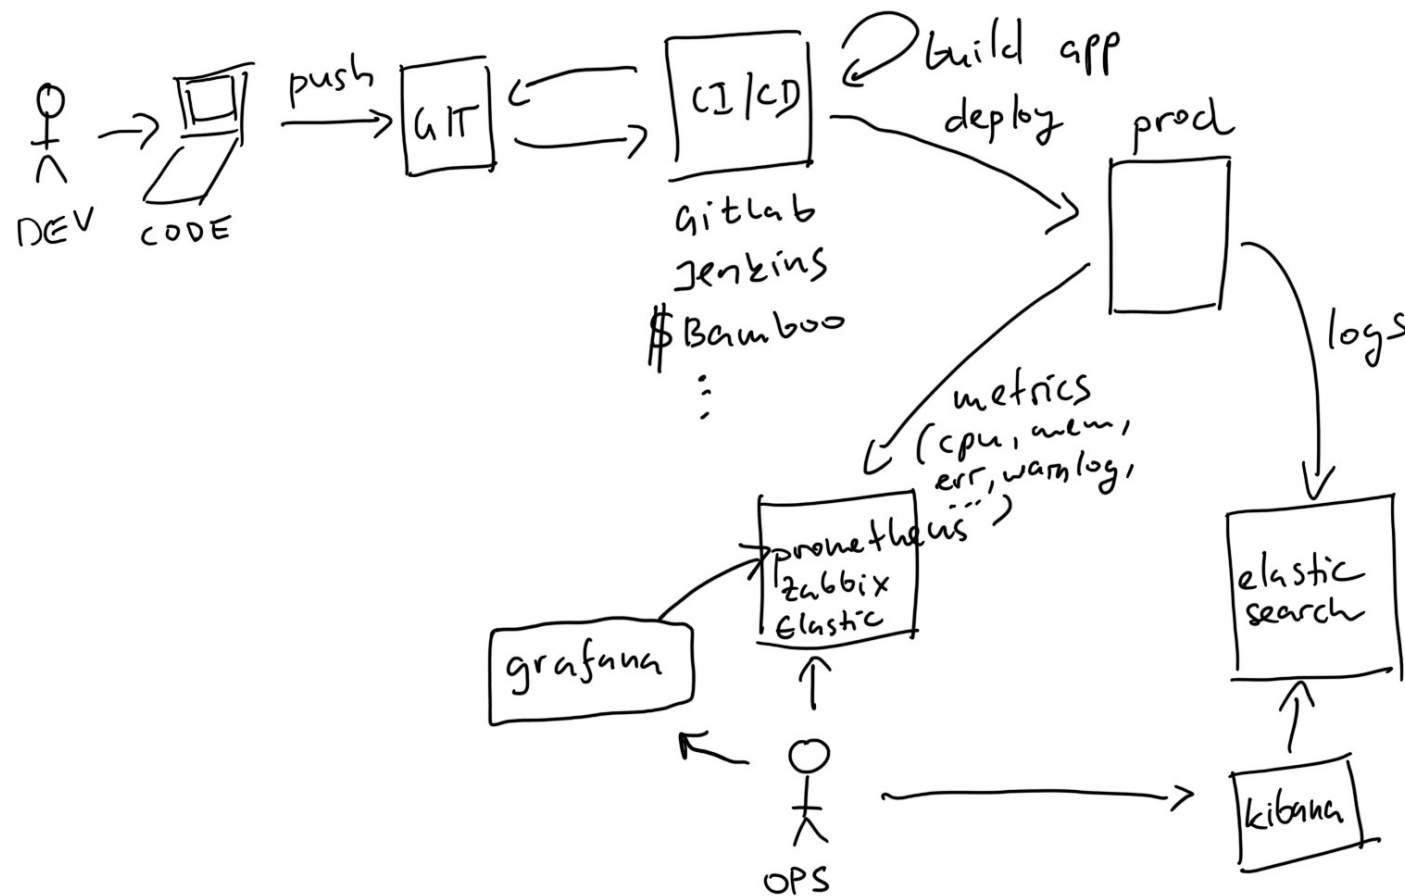 push
GIT
DEV
CODE
CI/CD
build app
deploy
prod
GitLab
Jenkins
$ Bamboo
⋮
logs
metrics
(cpu, mem,
err, warnlog,
...)
prometheus
zabbix
Elastic
grafana
elastic
search
kibana
OPS